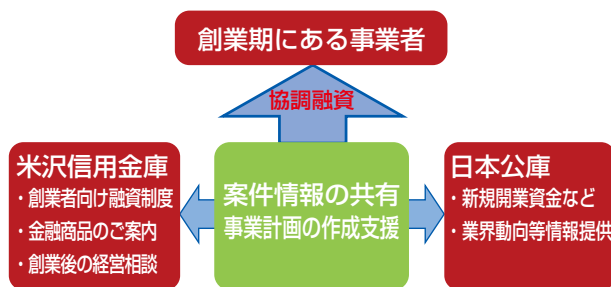 創業期にある事業者
協調融資
米沢信用金庫
・創業者向け融資制度
・金融商品のご案内
・創業後の経営相談
案件情報の共有
事業計画の作成支援
日本公庫
・新規開業資金など
・業界動向等情報提供